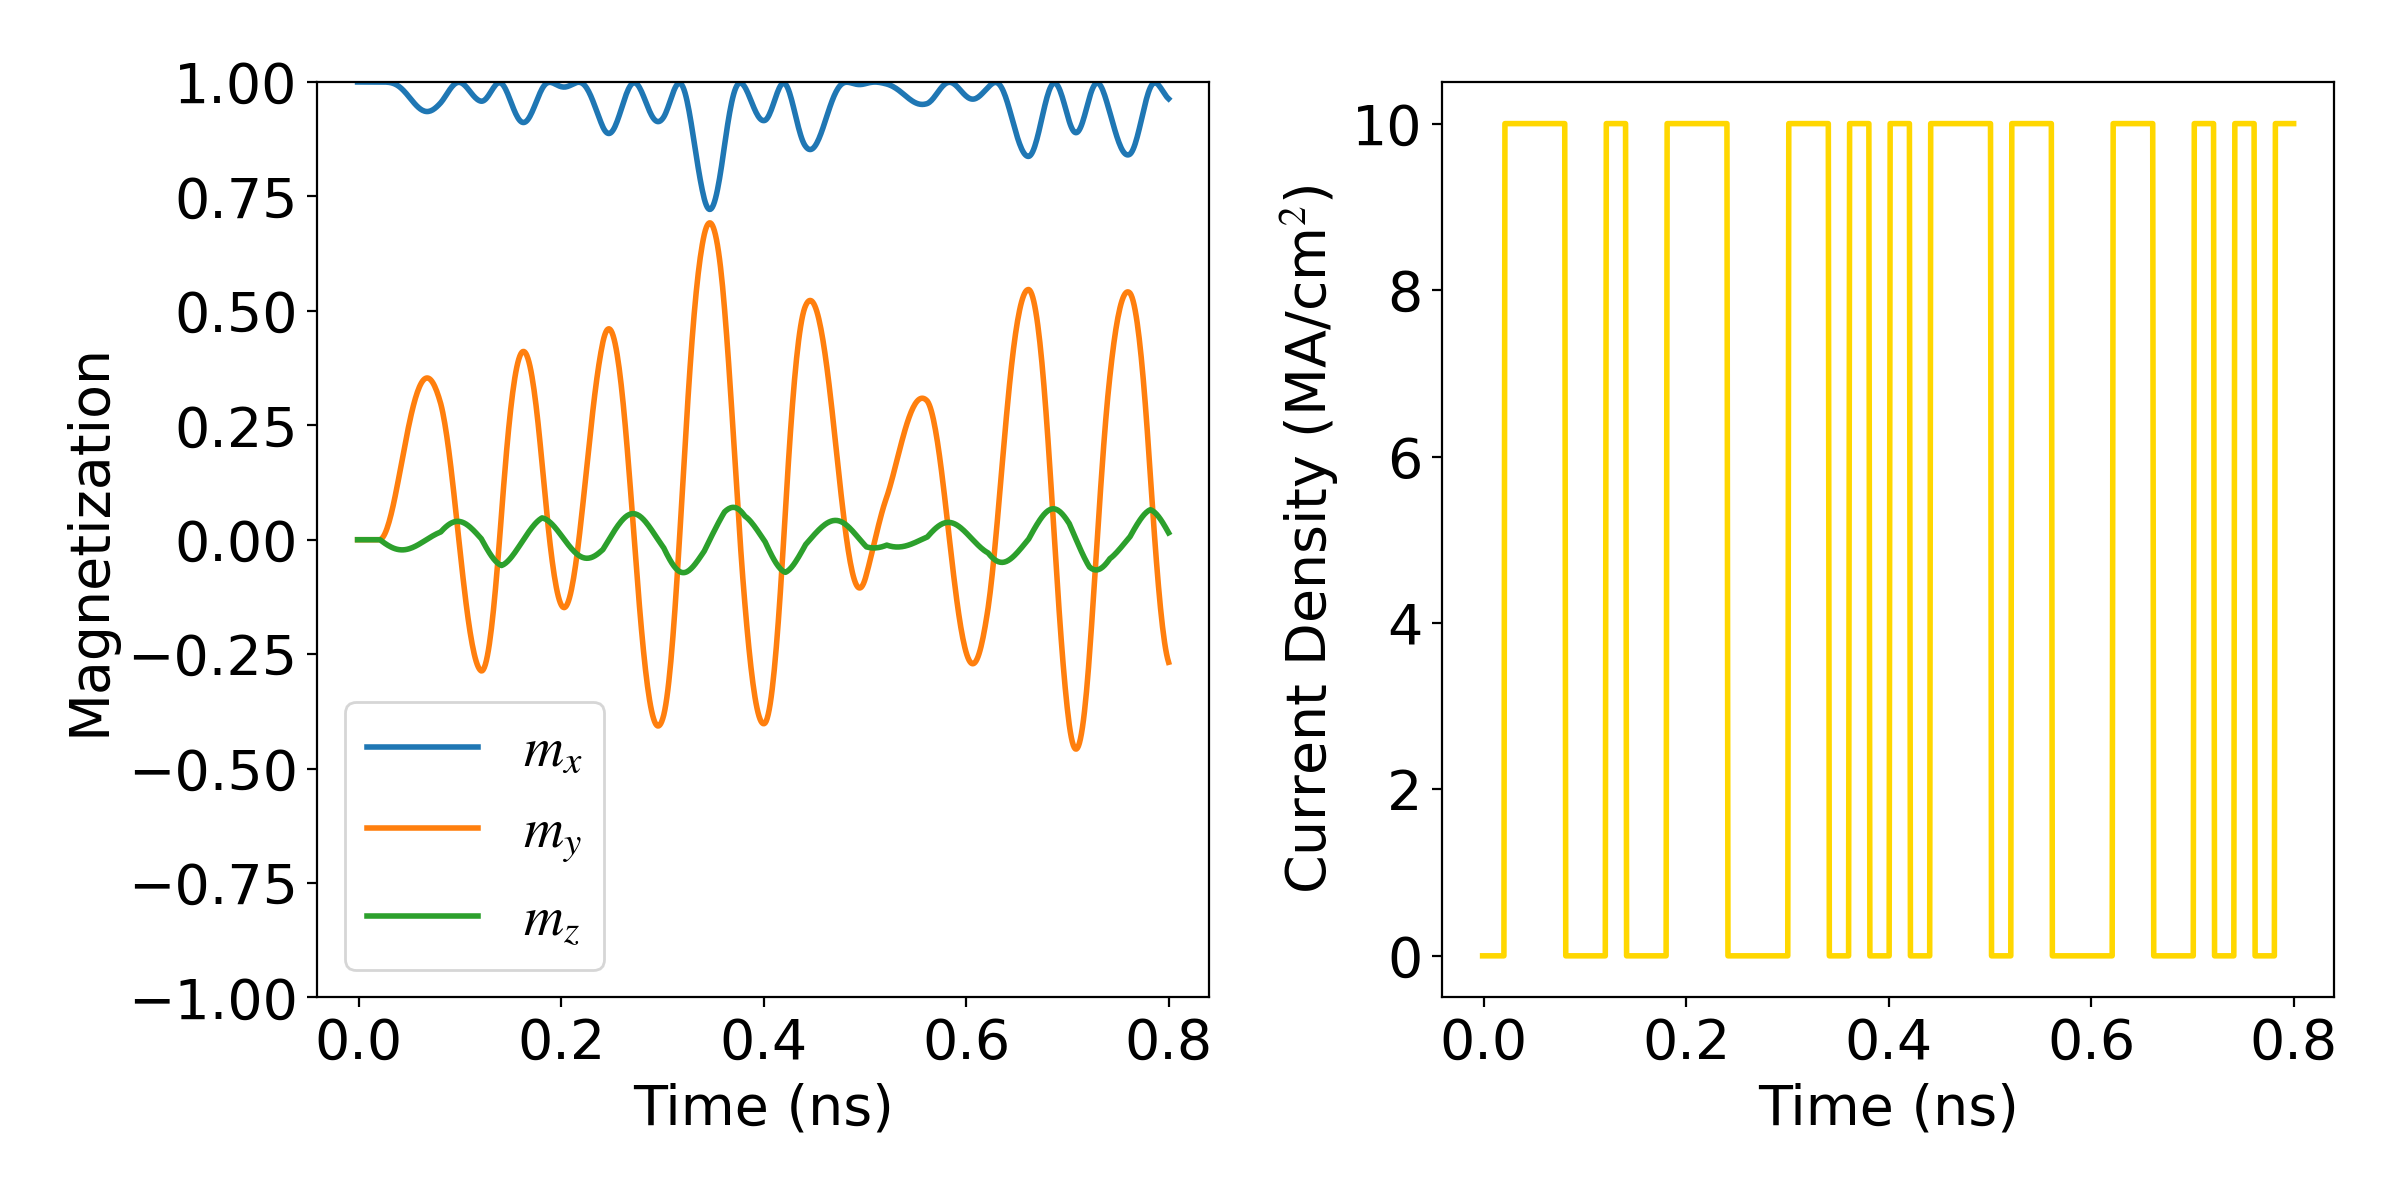 1.00
0.75
0.50
0.25
0.00
−0.25
−0.50
−0.75
−1.00
Magnetization
m_x
m_y
m_z
0.0 0.2 0.4 0.6 0.8
Time (ns)
10
8
6
4
2
0
Current Density (MA/cm²)
0.0 0.2 0.4 0.6 0.8
Time (ns)